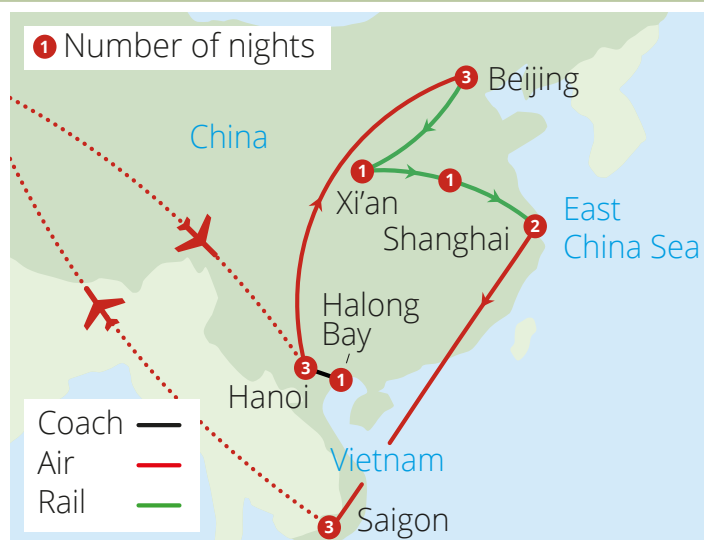 1 Number of nights
3 Beijing
China
1 1
Xi'an
Shanghai 2
East
China Sea
Halong
Bay
3 1
Hanoi
Coach
Air
Rail
Vietnam
3 Saigon